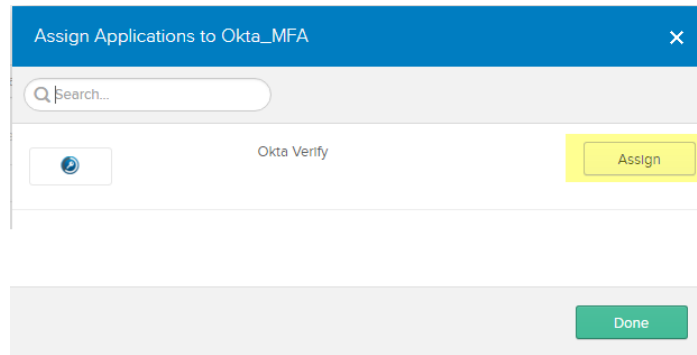 Assign Applications to Okta_MFA
Search...
Okta Verify
Assign
Done